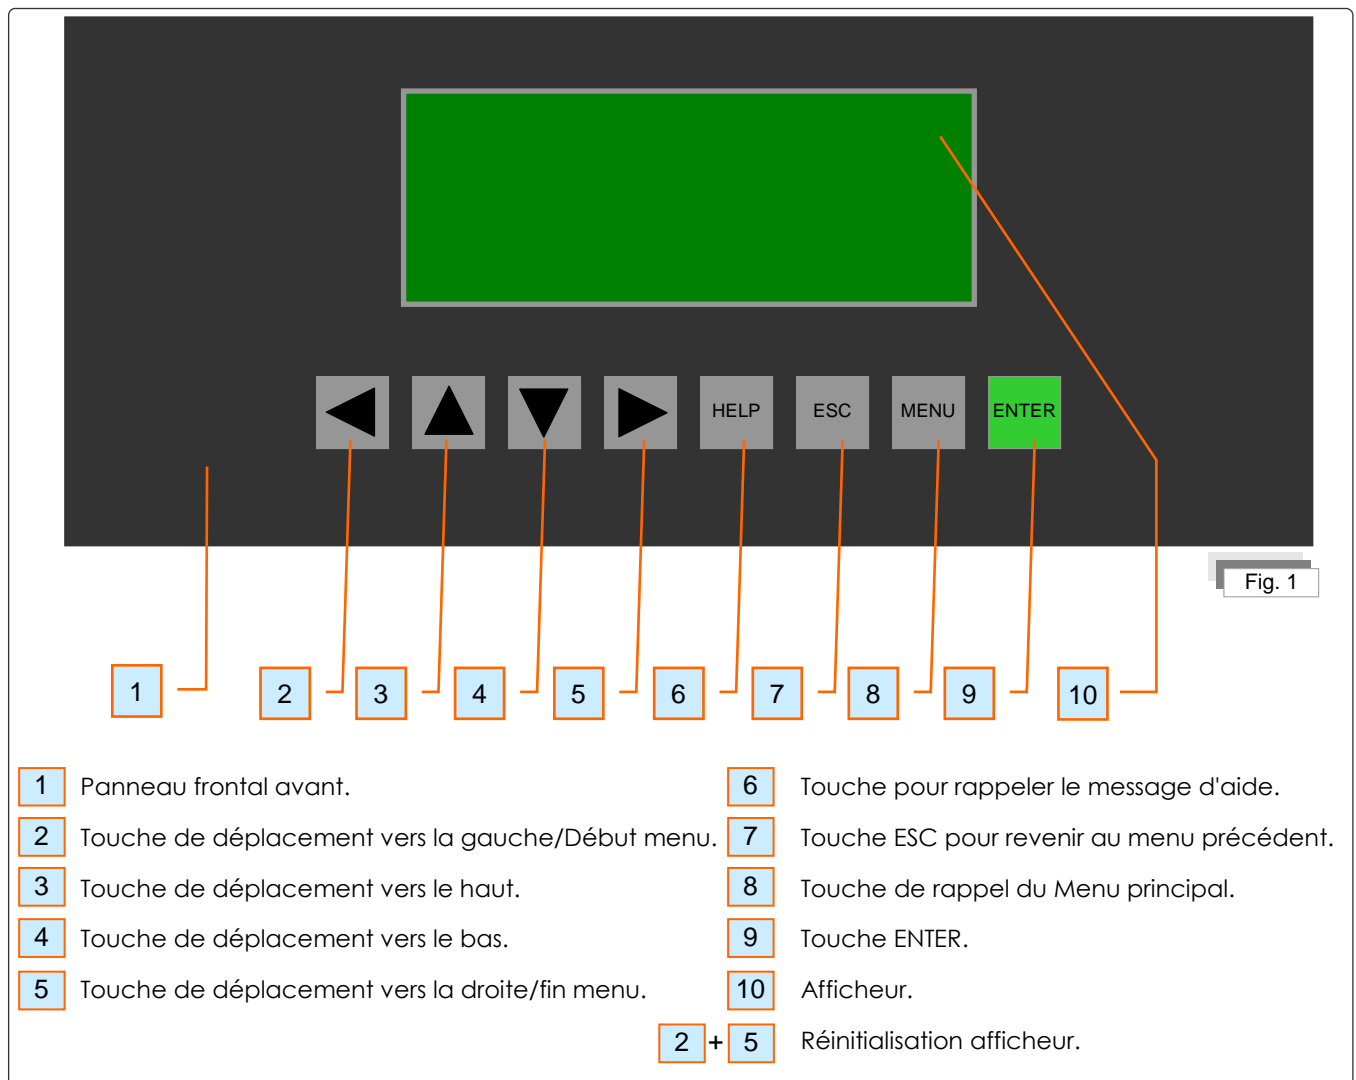 HELP ESC MENU ENTER
Fig. 1
1 2 3 4 5 6 7 8 9 10
1 Panneau frontal avant.
2 Touche de déplacement vers la gauche/Début menu.
3 Touche de déplacement vers le haut.
4 Touche de déplacement vers le bas.
5 Touche de déplacement vers la droite/fin menu.
6 Touche pour rappeler le message d'aide.
7 Touche ESC pour revenir au menu précédent.
8 Touche de rappel du Menu principal.
9 Touche ENTER.
10 Afficheur.
2 + 5 Réinitialisation afficheur.